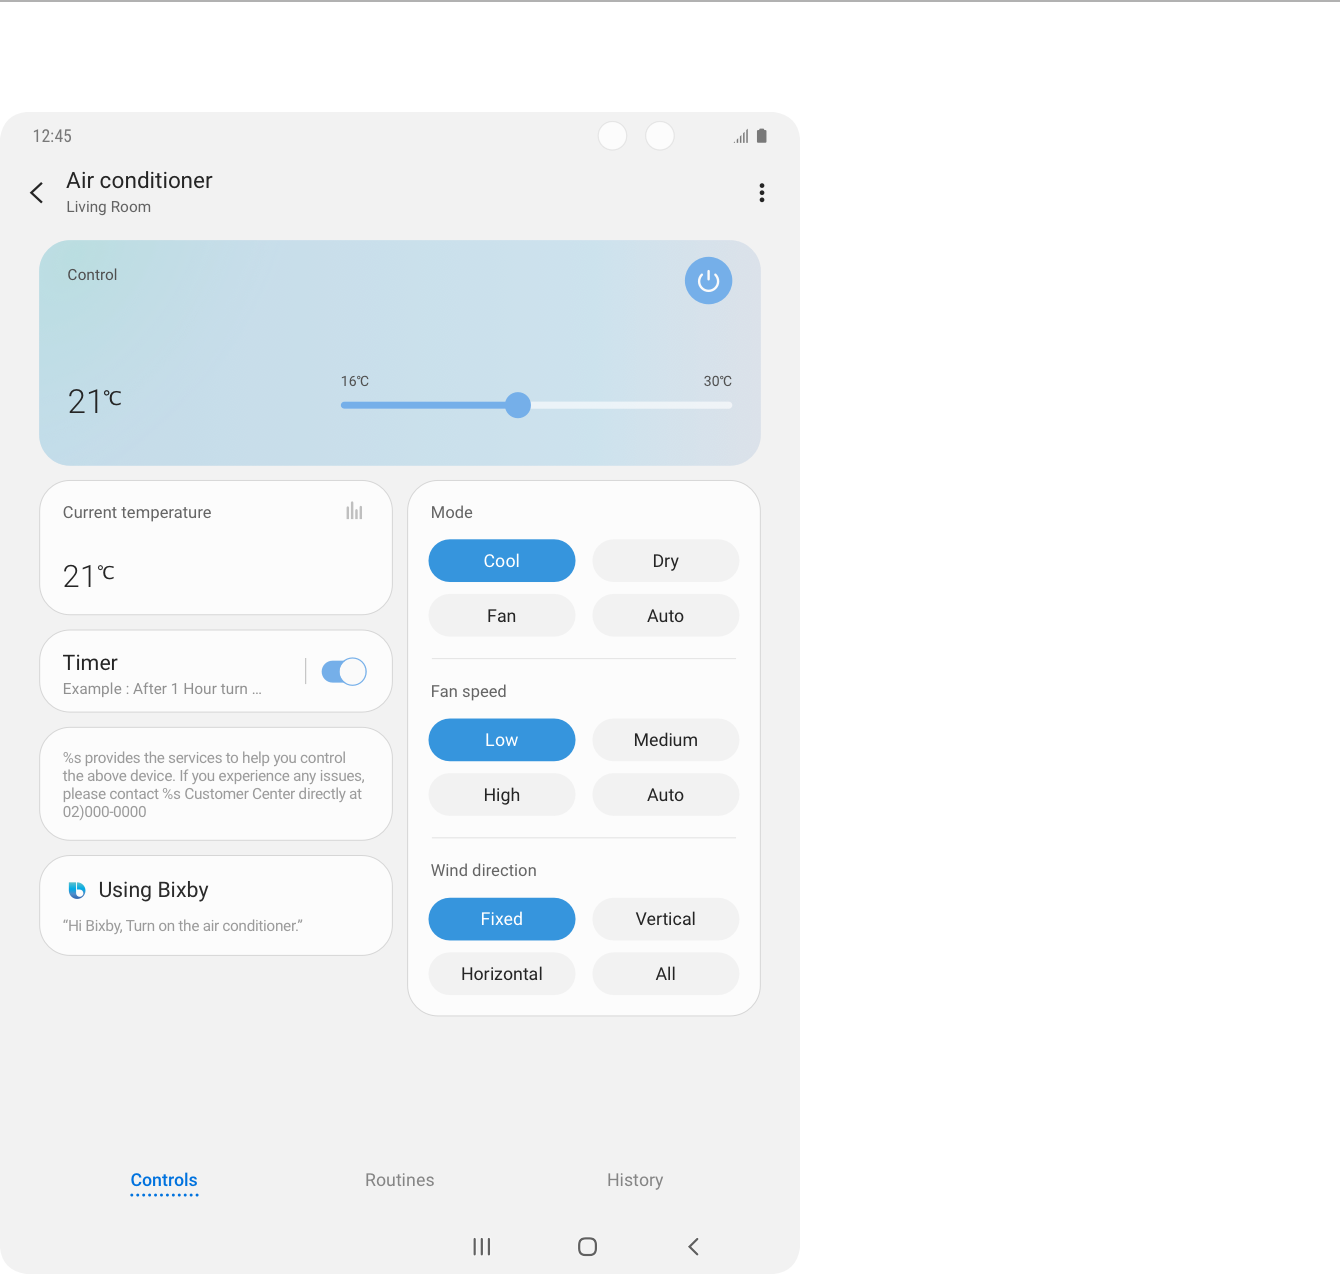 12:45
Air conditioner
Living Room
Control
21℃
16℃
30℃
Current temperature
21℃
Timer
Example : After 1 Hour turn ...
%s provides the services to help you control
the above device. If you experience any issues,
please contact %s Customer Center directly at
02)000-0000
Using Bixby
“Hi Bixby, Turn on the air conditioner.“
Mode
Cool
Dry
Fan
Auto
Fan speed
Low
Medium
High
Auto
Wind direction
Fixed
Vertical
Horizontal
All
Controls
Routines
History